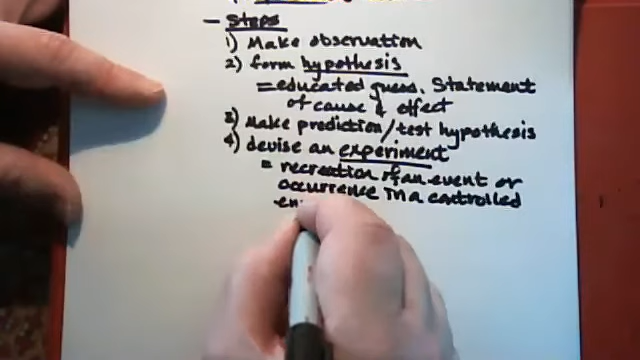 - Steps
1) Make observation
2) form hypothesis
= educated guess. Statement
of cause & effect
3) Make prediction/test hypothesis
4) devise an experiment
= recreation of an event or
occurrence in a controlled